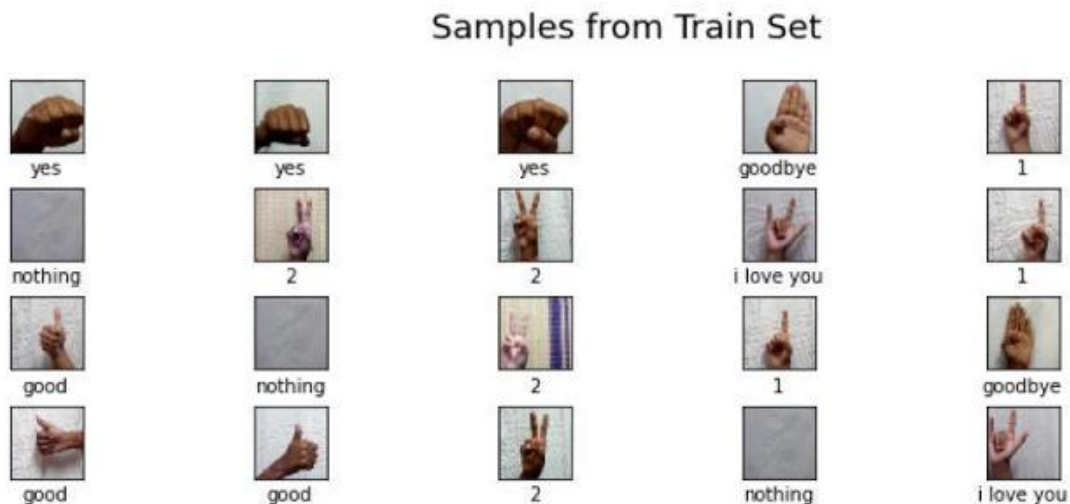 Samples from Train Set
yes yes yes goodbye 1
nothing 2 2 i love you 1
good nothing 2 1 goodbye
good good 2 nothing i love you